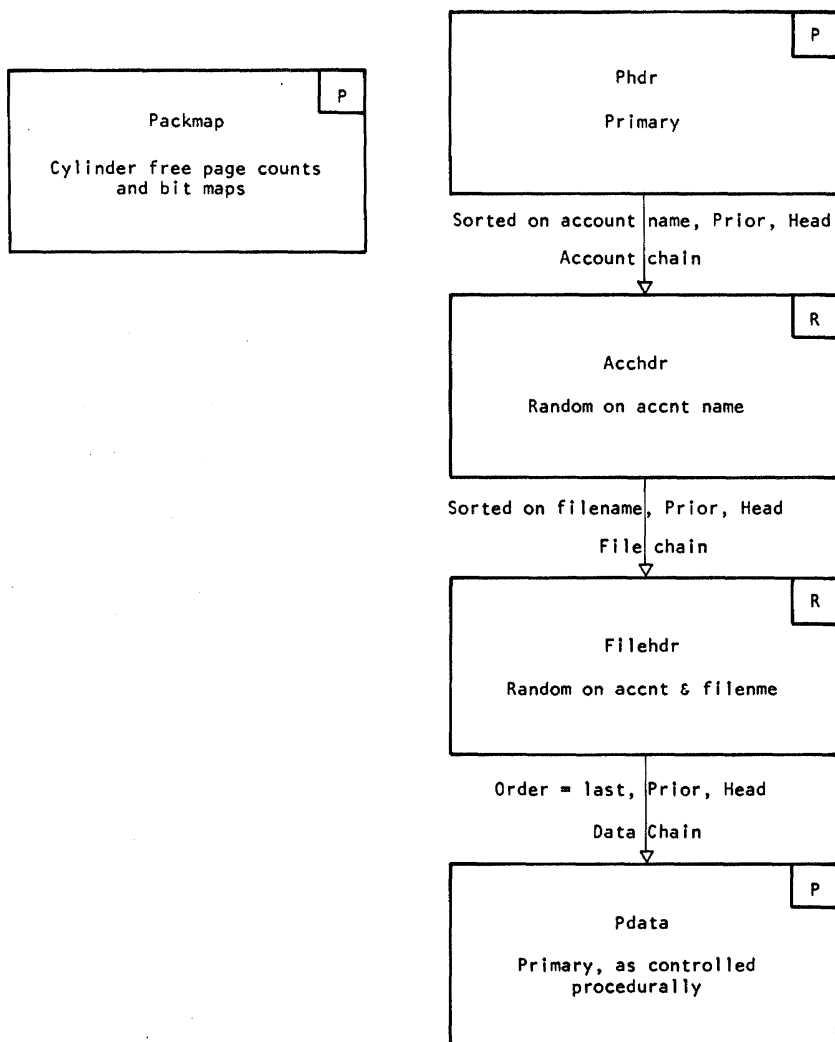 P
Packmap
Cylinder free page counts
and bit maps
P
Phdr
Primary
Sorted on account name, Prior, Head
Account chain
R
Acchdr
Random on accnt name
Sorted on filename, Prior, Head
File chain
R
Filehdr
Random on accnt & filenme
Order = last, Prior, Head
Data Chain
P
Pdata
Primary, as controlled
procedurally